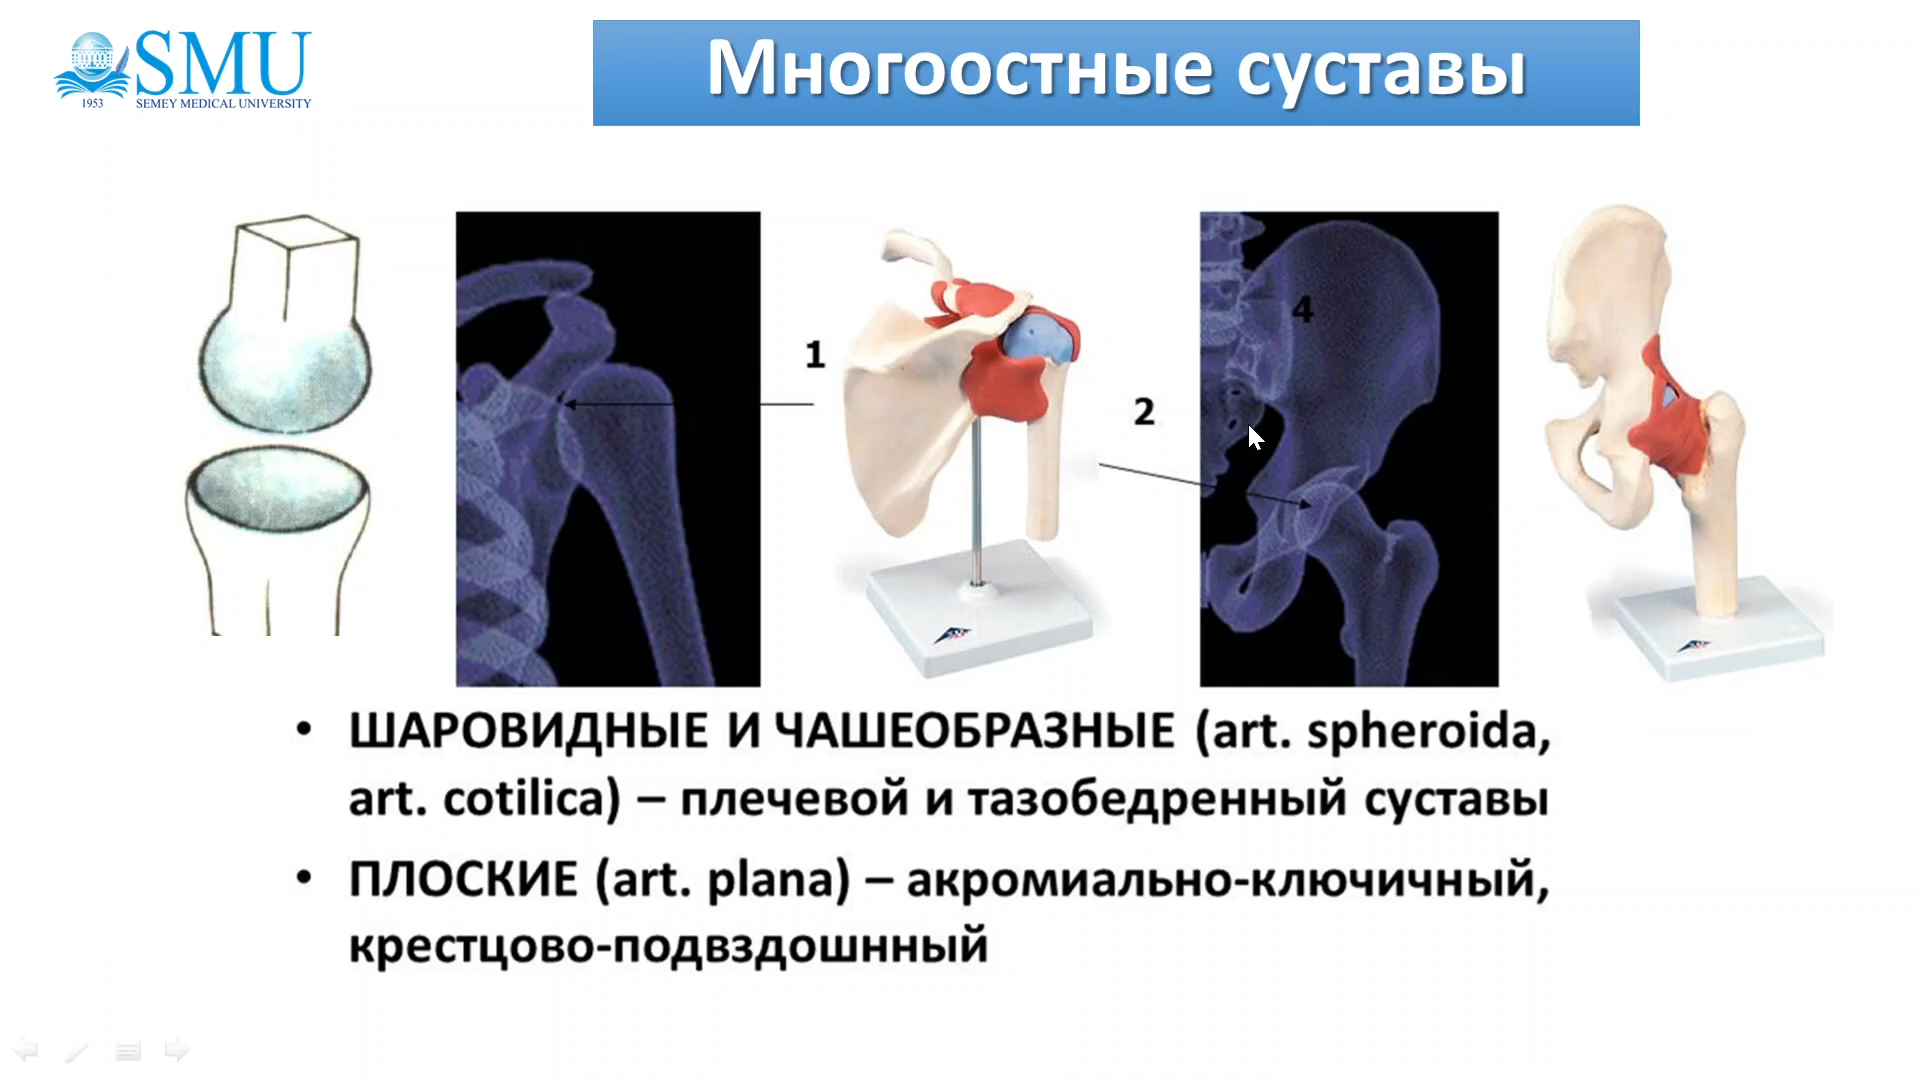 SMU
1953
SEMEY MEDICAL UNIVERSITY
Многоостные суставы
1
2
4
• ШАРОВИДНЫЕ И ЧАШЕОБРАЗНЫЕ (art. spheroida,
art. cotilica) – плечевой и тазобедренный суставы
• ПЛОСКИЕ (art. plana) – акромиально-ключичный,
крестцово-подвздошнный